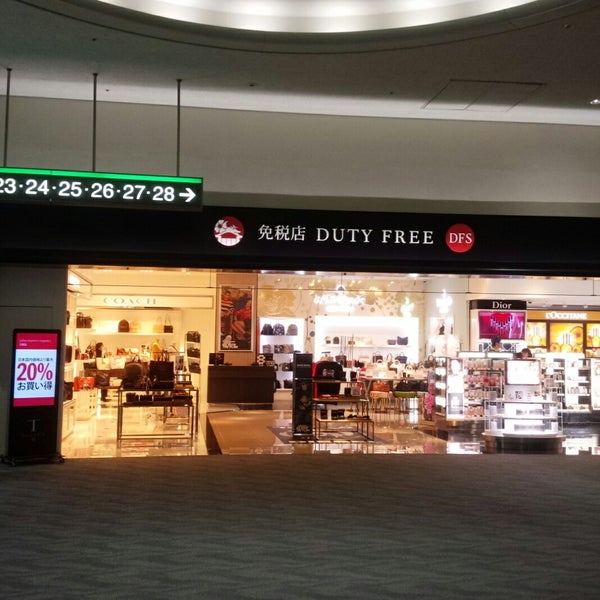 23・24・25・26・27・28→
免税店 DUTY FREE DFS
COACH
Dior
L'OCCITANE
20%
お買い得